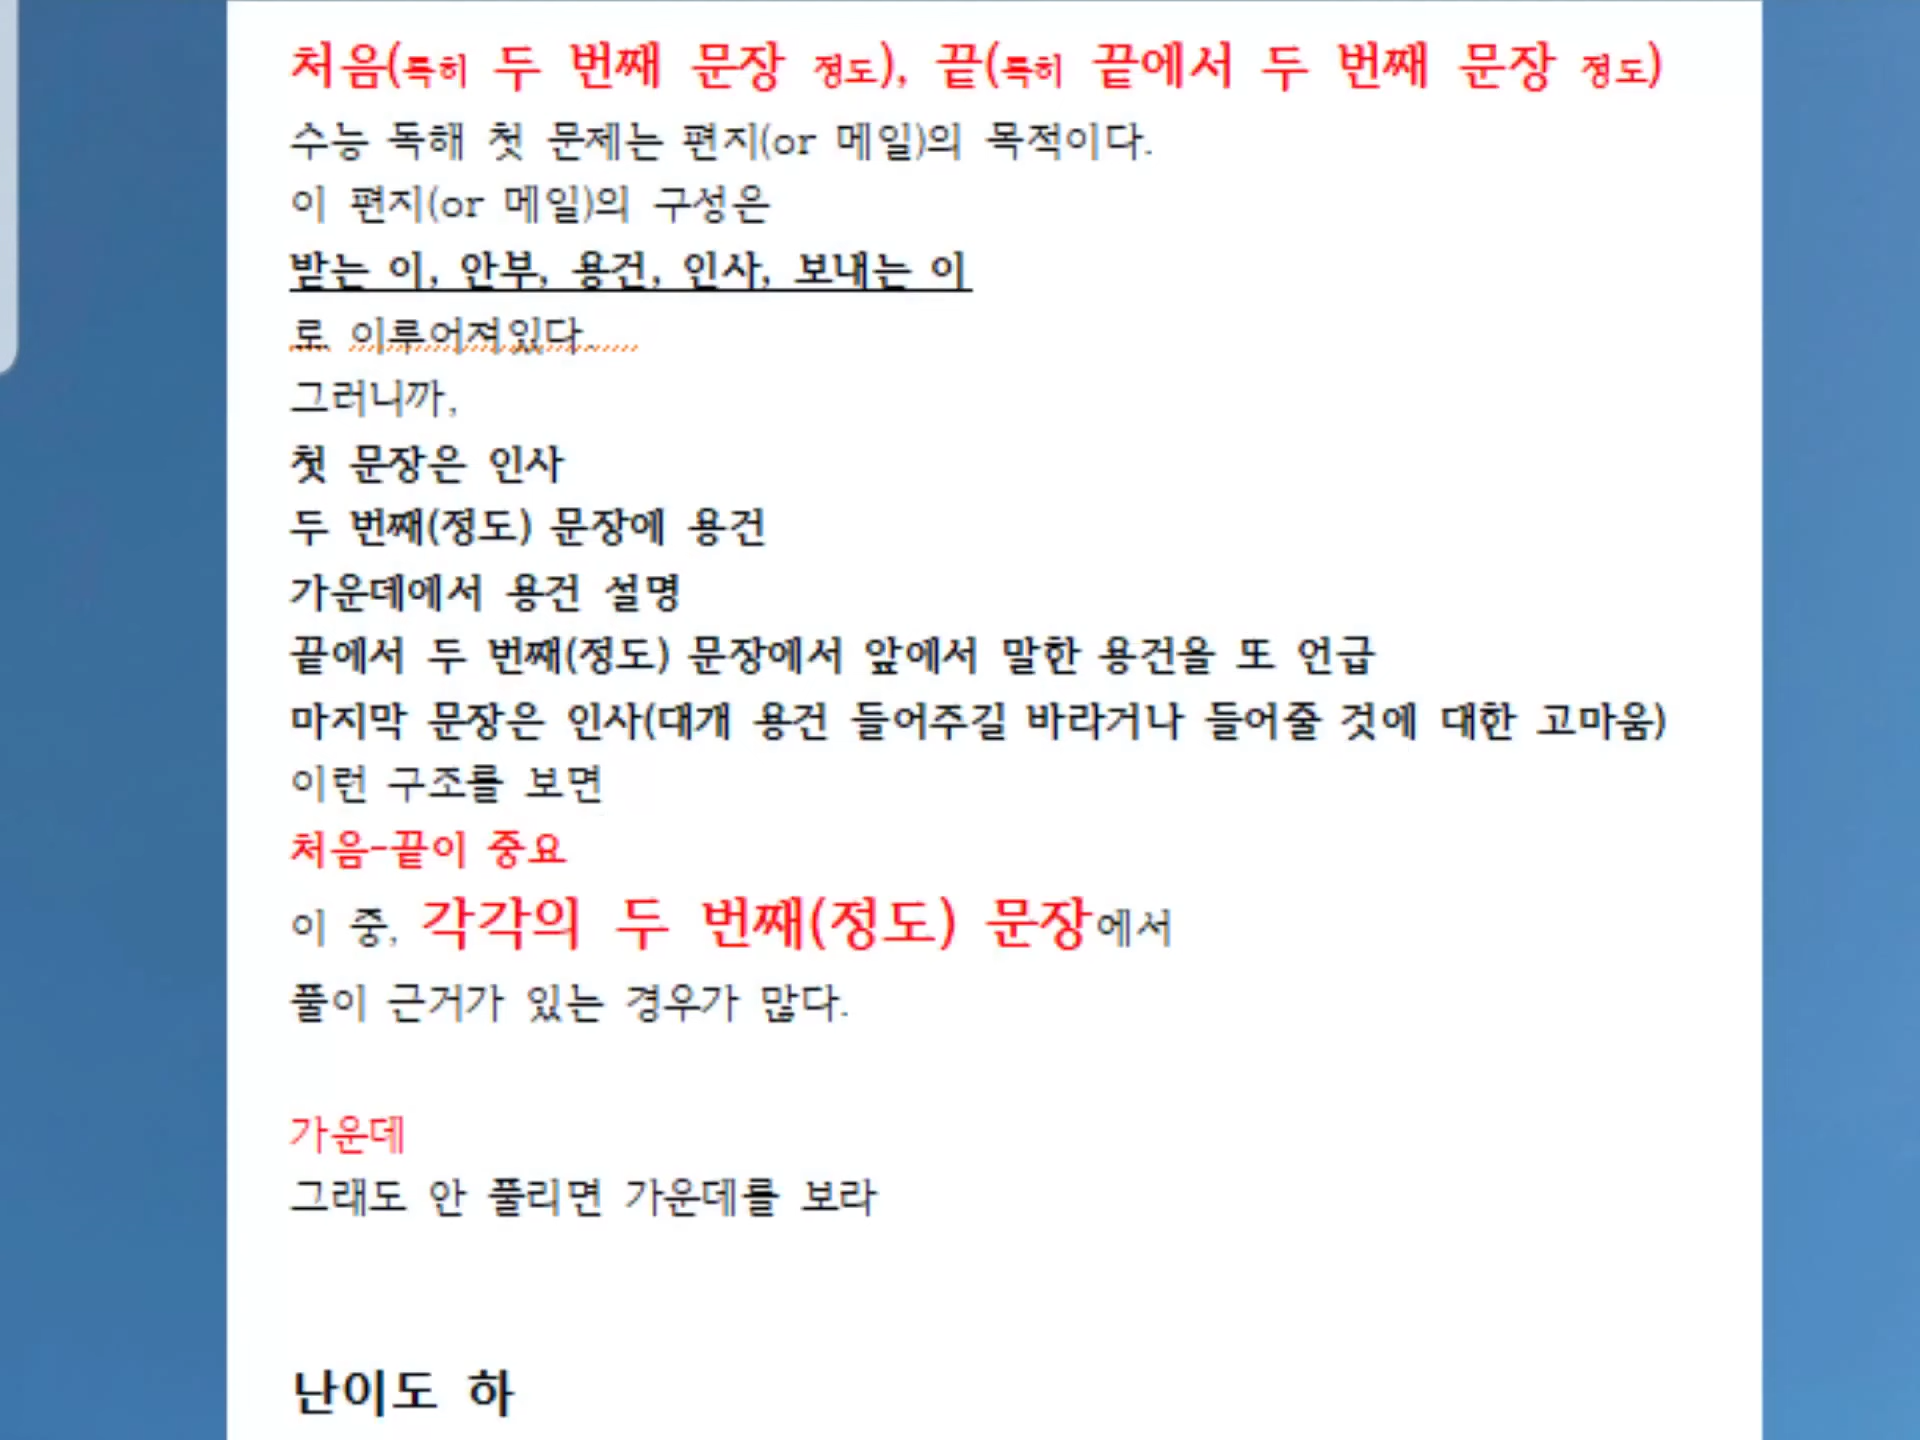 처음(특히 두 번째 문장 정도), 끝(특히 끝에서 두 번째 문장 정도)
수능 독해 첫 문제는 편지(or 메일)의 목적이다.
이 편지(or 메일)의 구성은
받는 이, 안부, 용건, 인사, 보내는 이
로 이루어져있다.
그러니까,
첫 문장은 인사
두 번째(정도) 문장에 용건
가운데에서 용건 설명
끝에서 두 번째(정도) 문장에서 앞에서 말한 용건을 또 언급
마지막 문장은 인사(대개 용건 들어주길 바라거나 들어줄 것에 대한 고마움)
이런 구조를 보면
처음-끝이 중요
이 중, 각각의 두 번째(정도) 문장에서
풀이 근거가 있는 경우가 많다.
가운데
그래도 안 풀리면 가운데를 보라
난이도 하